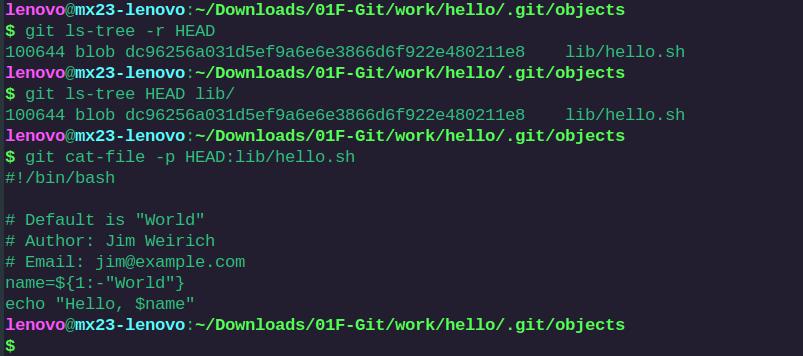 lenovo@mx23-lenovo:~/Downloads/01F-Git/work/hello/.git/objects
$ git ls-tree -r HEAD
100644 blob dc96256a031d5ef9a6e6e3866d6f922e480211e8    lib/hello.sh
lenovo@mx23-lenovo:~/Downloads/01F-Git/work/hello/.git/objects
$ git ls-tree HEAD lib/
100644 blob dc96256a031d5ef9a6e6e3866d6f922e480211e8    lib/hello.sh
lenovo@mx23-lenovo:~/Downloads/01F-Git/work/hello/.git/objects
$ git cat-file -p HEAD:lib/hello.sh
#!/bin/bash

# Default is "World"
# Author: Jim Weirich
# Email: jim@example.com
name=${1:-"World"}
echo "Hello, $name"
lenovo@mx23-lenovo:~/Downloads/01F-Git/work/hello/.git/objects
$